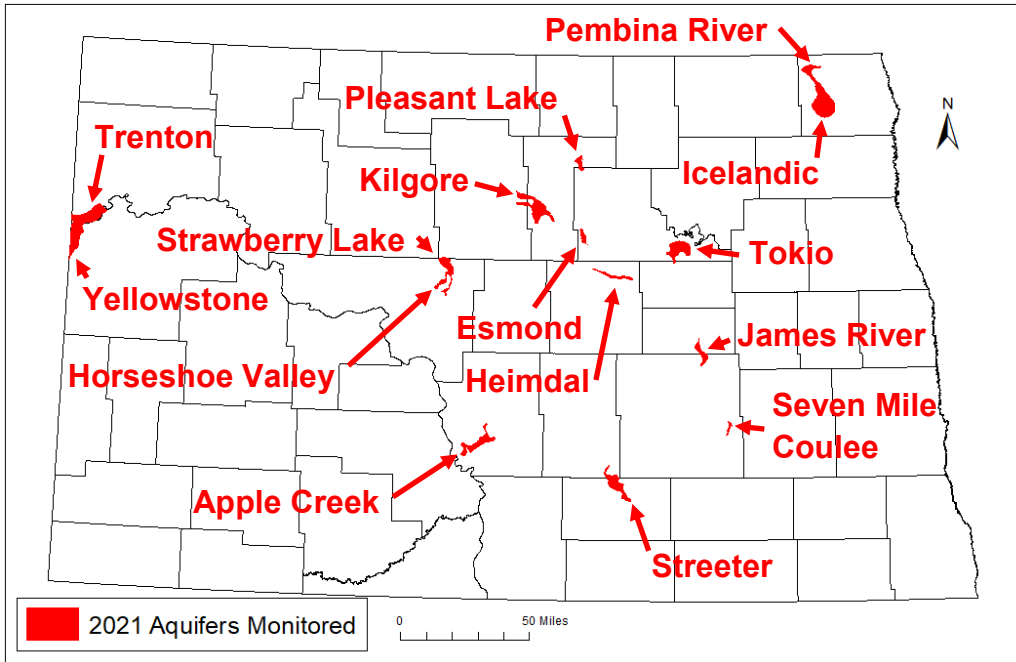 Pembina River
Pleasant Lake
N
Trenton
Kilgore
Icelandic
Strawberry Lake
Tokio
Yellowstone
Esmond
James River
Horseshoe Valley
Heimdal
Seven Mile
Coulee
Apple Creek
Streeter
2021 Aquifers Monitored
0
50 Miles